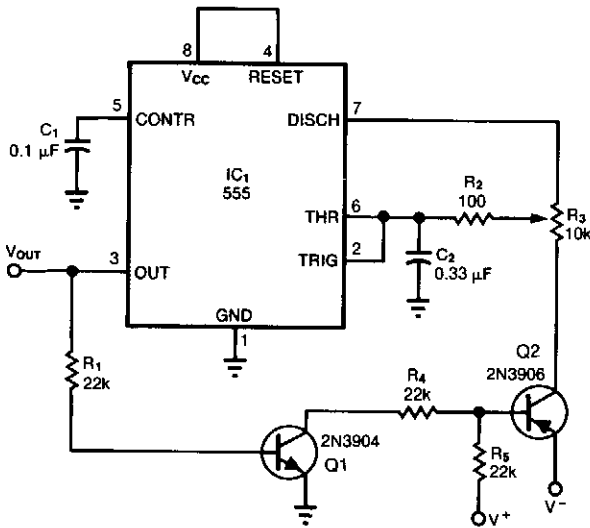 8
4
VCC
RESET
5
CONTR
C1
0.1 µF
DISCH
7
IC1
555
R2
100
R3
10k
THR
6
TRIG
2
C2
0.33 µF
VOUT
3
OUT
GND
1
R1
22k
Q2
2N3906
R4
22k
2N3904
Q1
R5
22k
V+
V−